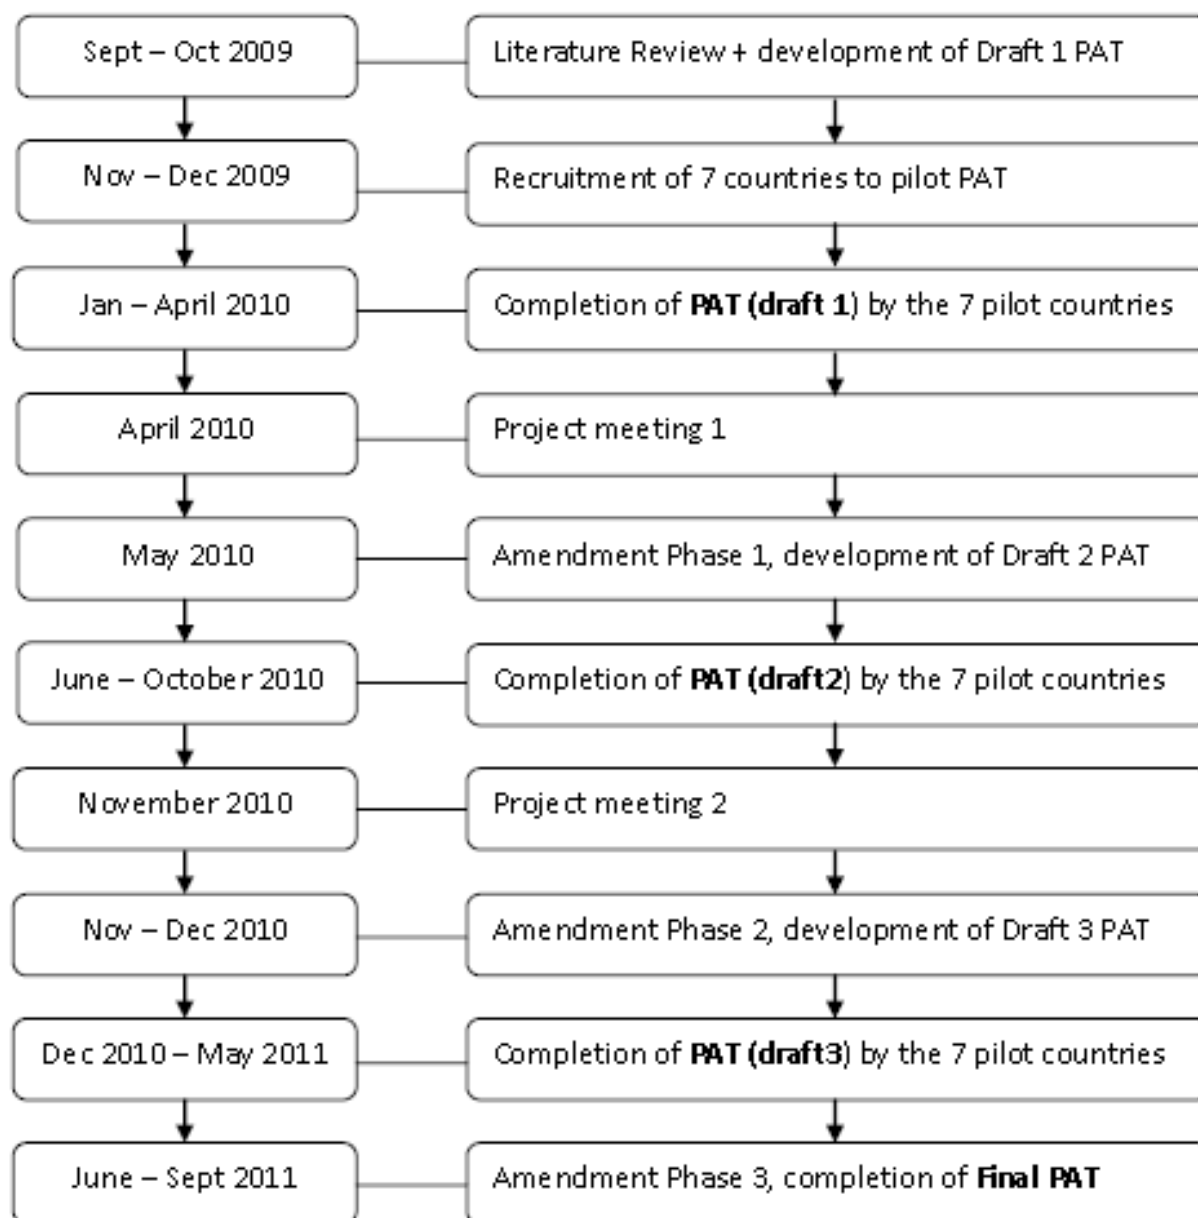 Sept – Oct 2009
Literature Review + development of Draft 1 PAT
Nov – Dec 2009
Recruitment of 7 countries to pilot PAT
Jan – April 2010
Completion of PAT (draft 1) by the 7 pilot countries
April 2010
Project meeting 1
May 2010
Amendment Phase 1, development of Draft 2 PAT
June – October 2010
Completion of PAT (draft2) by the 7 pilot countries
November 2010
Project meeting 2
Nov – Dec 2010
Amendment Phase 2, development of Draft 3 PAT
Dec 2010 – May 2011
Completion of PAT (draft3) by the 7 pilot countries
June – Sept 2011
Amendment Phase 3, completion of Final PAT